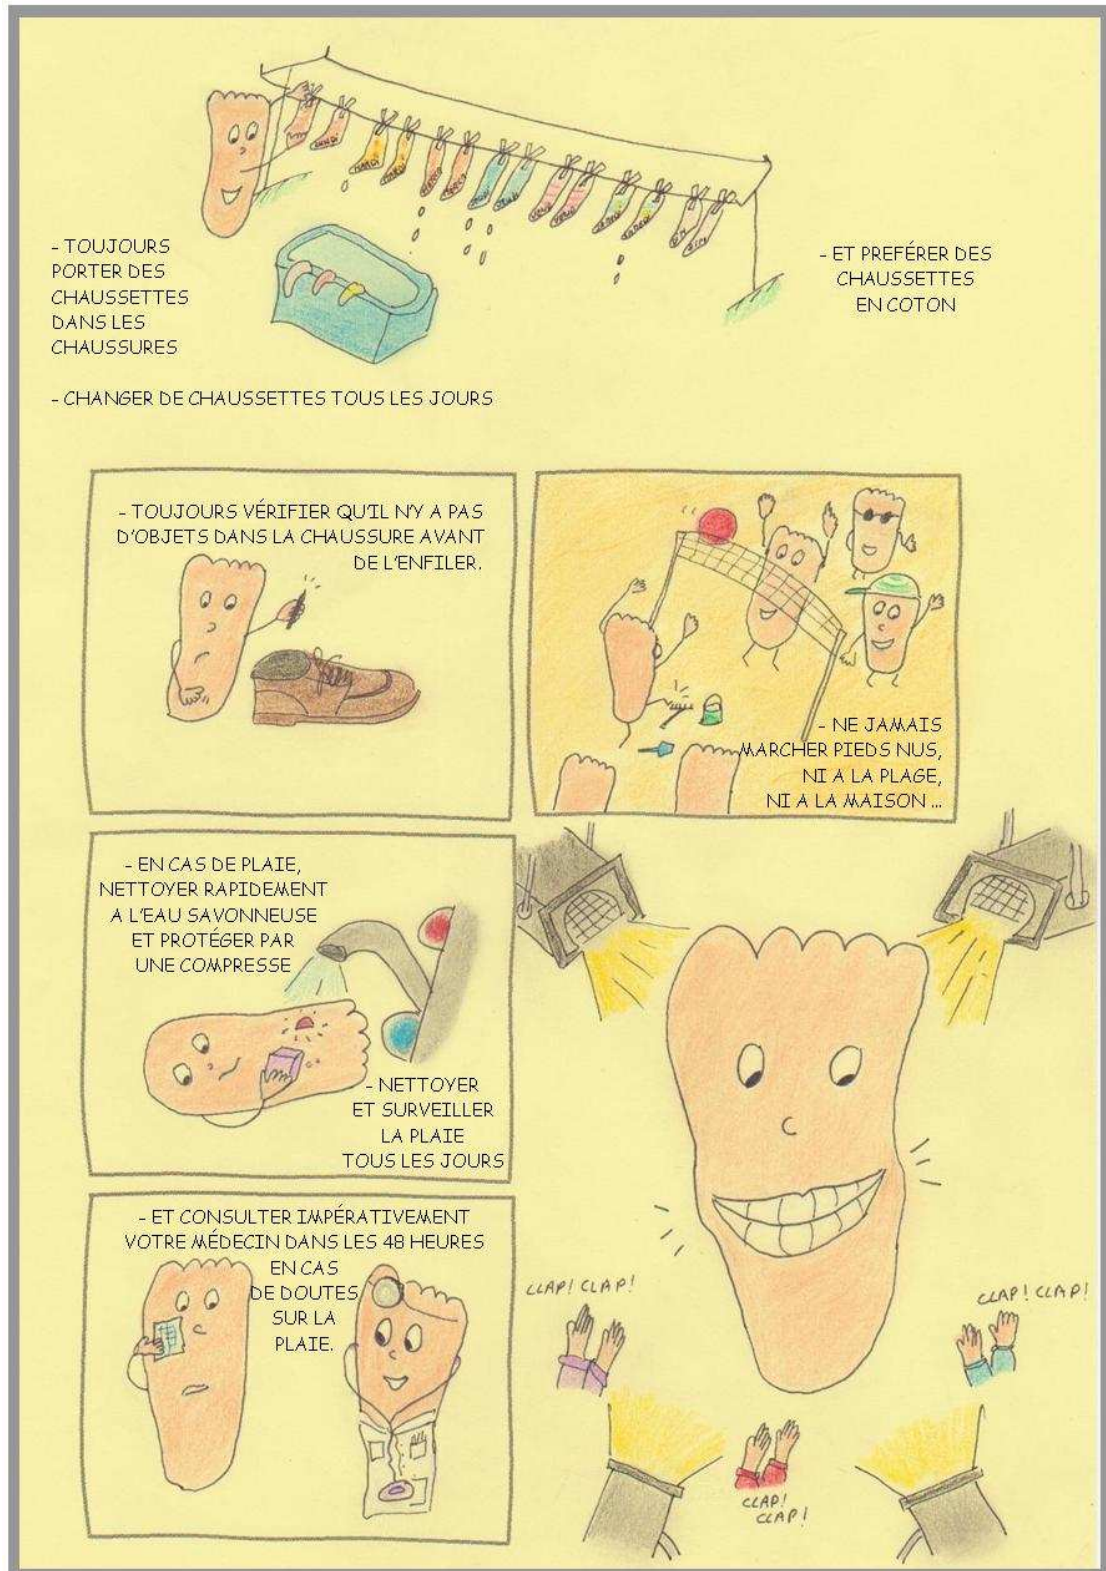 - TOUJOURS
PORTER DES
CHAUSSETTES
DANS LES
CHAUSSURES
- ET PREFÉRER DES
CHAUSSETTES
EN COTON
- CHANGER DE CHAUSSETTES TOUS LES JOURS
- TOUJOURS VÉRIFIER QU'IL N'Y A PAS
D'OBJETS DANS LA CHAUSSURE AVANT
DE L'ENFILER.
- NE JAMAIS
MARCHER PIEDS NUS,
NI A LA PLAGE,
NI A LA MAISON ...
- EN CAS DE PLAIE,
NETTOYER RAPIDEMENT
A L'EAU SAVONNEUSE
ET PROTÉGER PAR
UNE COMPRESSE
- NETTOYER
ET SURVEILLER
LA PLAIE
TOUS LES JOURS
- ET CONSULTER IMPÉRATIVEMENT
VOTRE MÉDECIN DANS LES 48 HEURES
EN CAS
DE DOUTES
SUR LA
PLAIE.
CLAP! CLAP!
CLAP! CLAP!
CLAP!
CLAP!